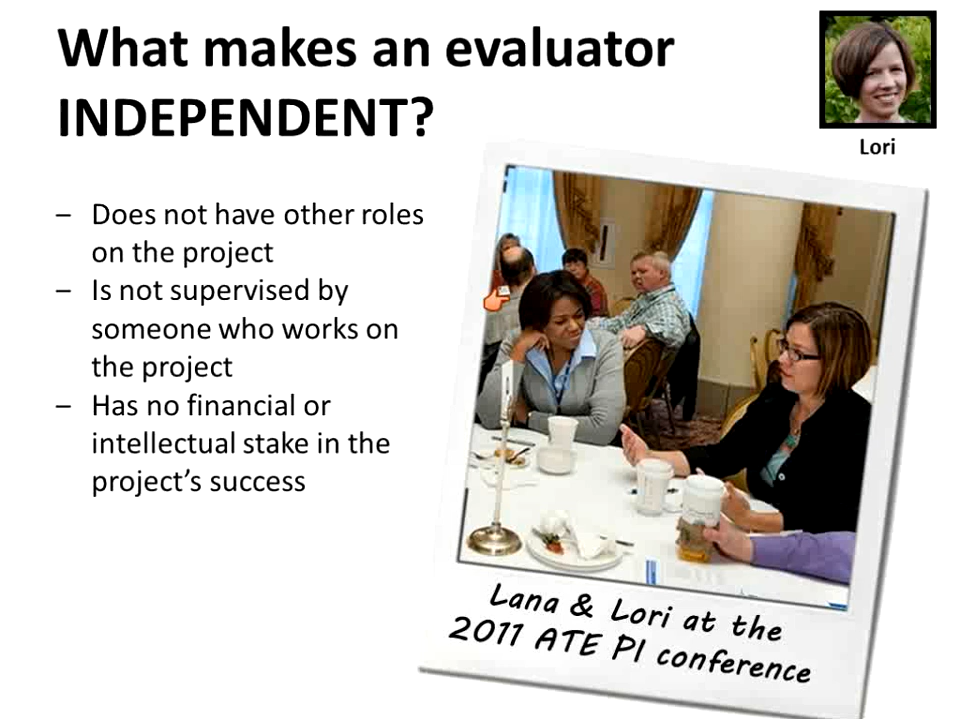 What makes an evaluator
INDEPENDENT?
Lori
– Does not have other roles
on the project
– Is not supervised by
someone who works on
the project
– Has no financial or
intellectual stake in the
project’s success
Lana & Lori at the
2011 ATE PI conference